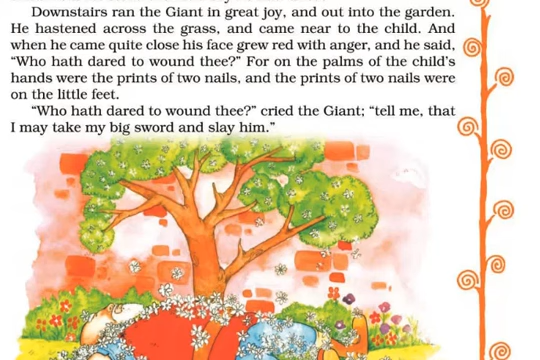 Downstairs ran the Giant in great joy, and out into the garden.
He hastened across the grass, and came near to the child. And
when he came quite close his face grew red with anger, and he said,
“Who hath dared to wound thee?” For on the palms of the child’s
hands were the prints of two nails, and the prints of two nails were
on the little feet.
“Who hath dared to wound thee?” cried the Giant; “tell me, that
I may take my big sword and slay him.”